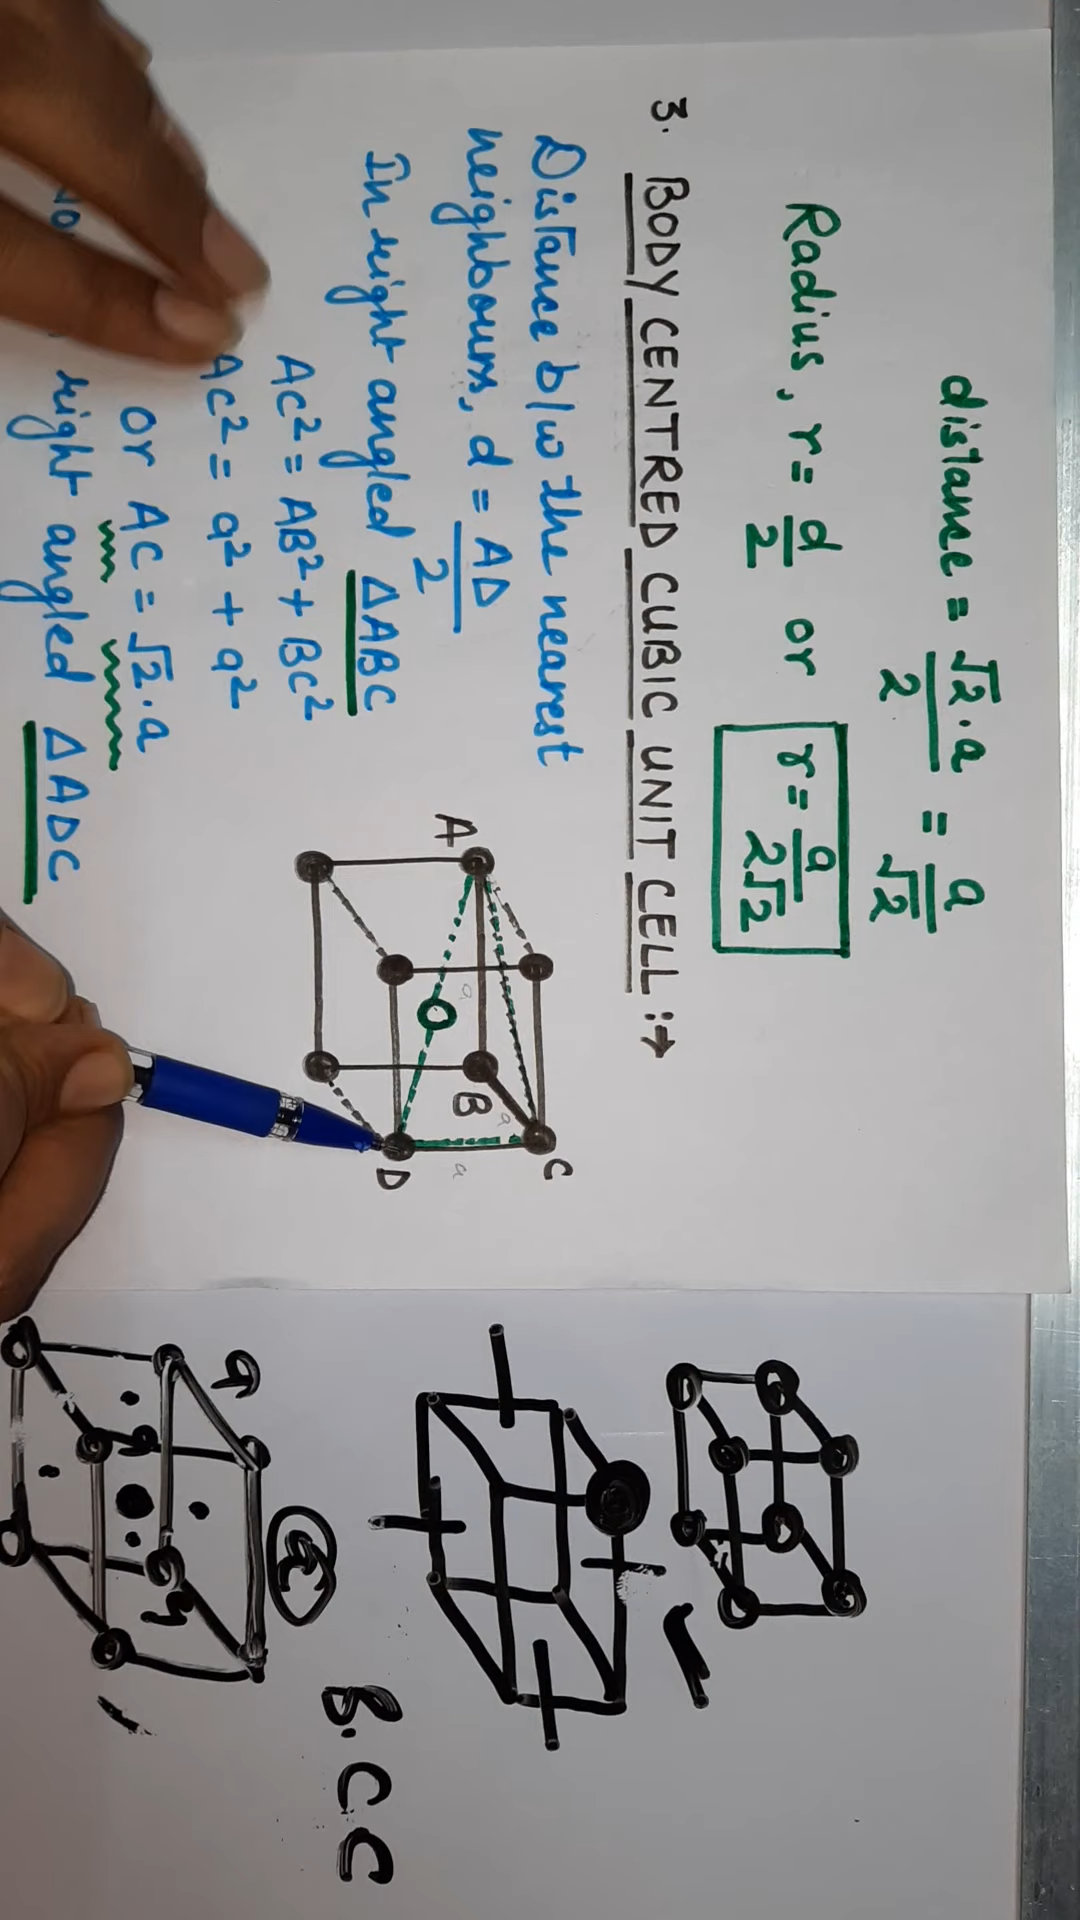 distance = √2·a/2 = a/√2
Radius, r = d/2 or r = a/2√2
3. BODY CENTRED CUBIC UNIT CELL :→
Distance b/w the nearest
neighbours, d = AD/2
In right angled ΔABC
AC² = AB² + BC²
AC² = a² + a²
or AC = √2·a
right angled ΔADC
A
B
C
D
a
a
a
B.C.C